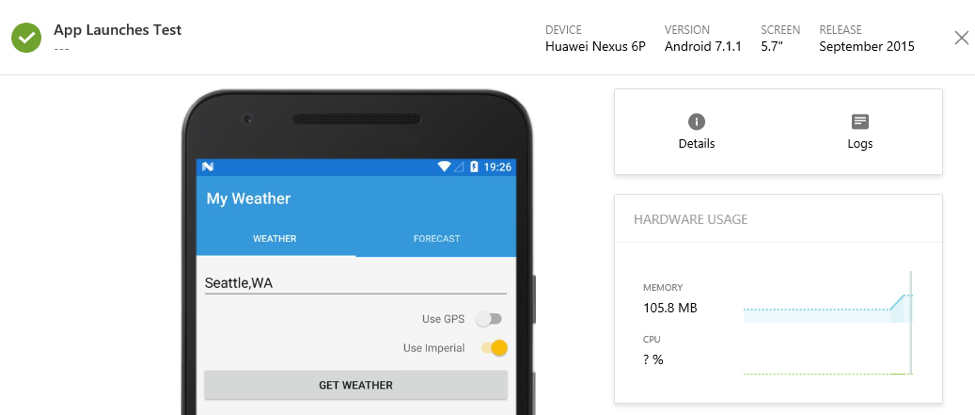 App Launches Test
---
DEVICE
Huawei Nexus 6P
VERSION
Android 7.1.1
SCREEN
5.7"
RELEASE
September 2015
19:26
My Weather
WEATHER
FORECAST
Seattle,WA
Use GPS
Use Imperial
GET WEATHER
Details
Logs
HARDWARE USAGE
MEMORY
105.8 MB
CPU
? %